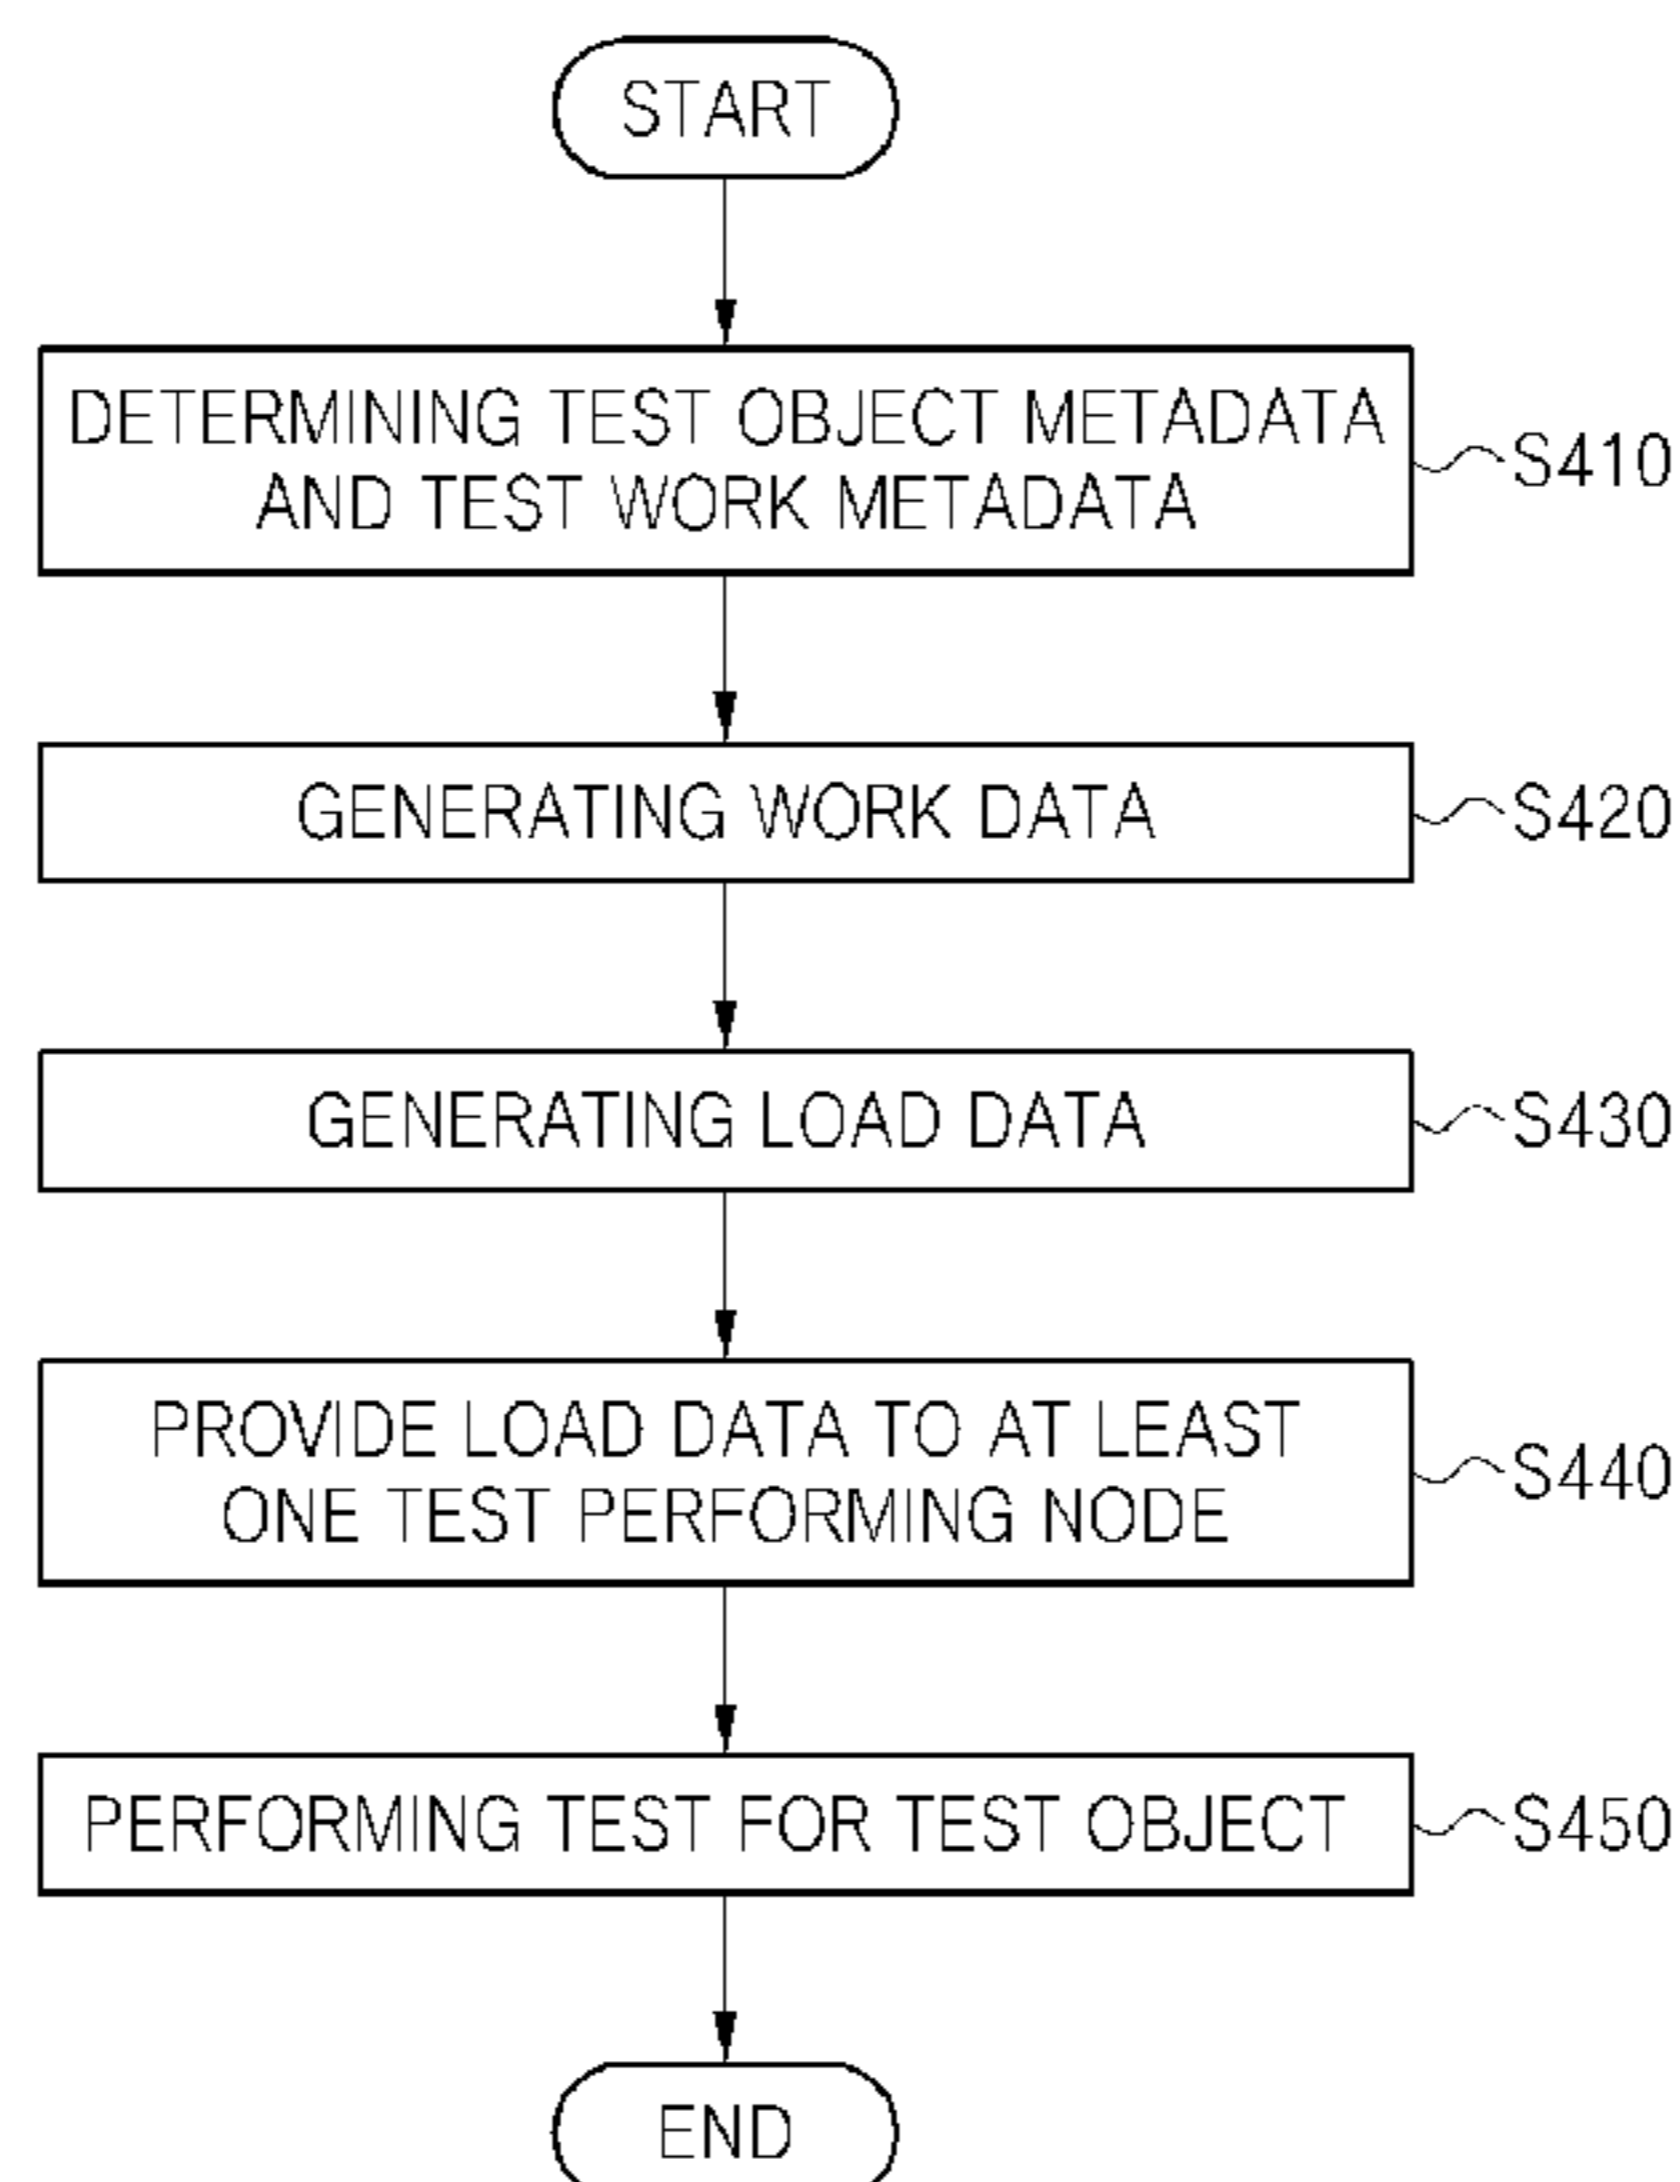 START
DETERMINING TEST OBJECT METADATA
AND TEST WORK METADATA
S410
GENERATING WORK DATA
S420
GENERATING LOAD DATA
S430
PROVIDE LOAD DATA TO AT LEAST
ONE TEST PERFORMING NODE
S440
PERFORMING TEST FOR TEST OBJECT
S450
END